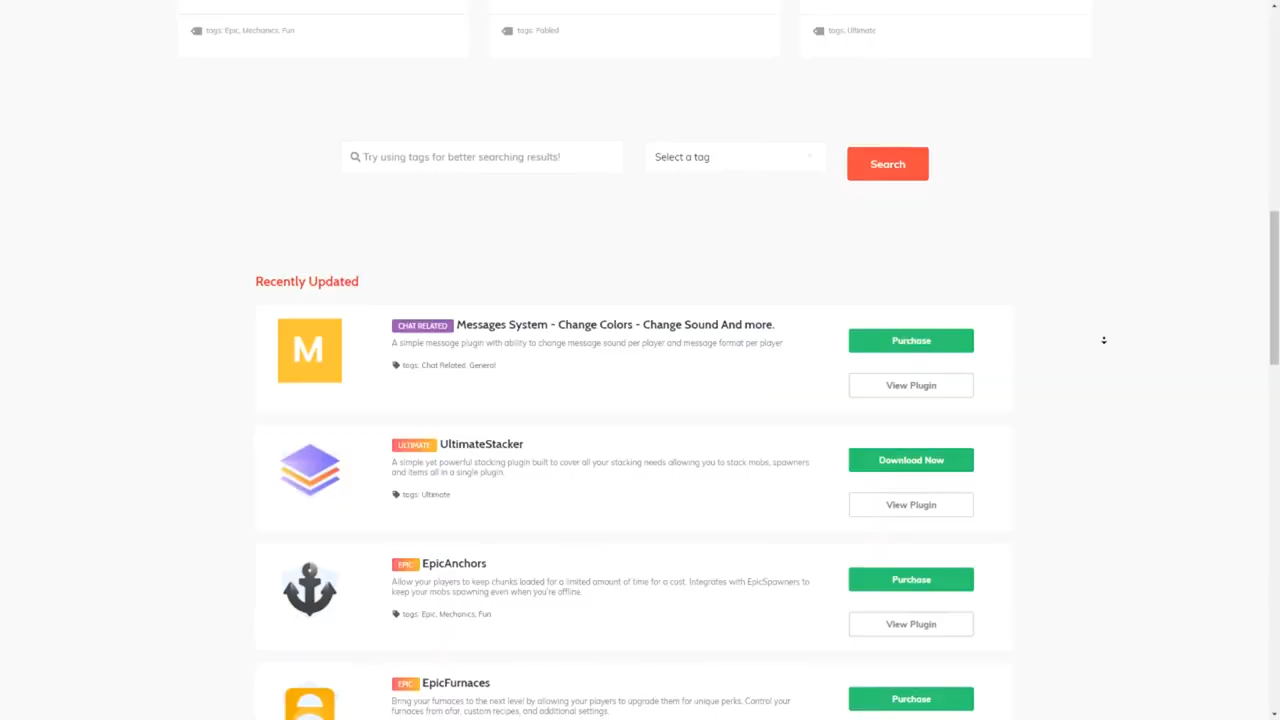 tags: Epic, Mechanics, Fun
tags: Fabled
tags: Ultimate
Try using tags for better searching results!
Select a tag
Search
Recently Updated
M
CHAT RELATED Messages System - Change Colors - Change Sound And more.
A simple message plugin with ability to change message sound per player and message format per player
tags: Chat Related, General
Purchase
View Plugin
ULTIMATE UltimateStacker
A simple yet powerful stacking plugin built to cover all your stacking needs allowing you to stack mobs, spawners
and items all in a single plugin.
tags: Ultimate
Download Now
View Plugin
EPIC EpicAnchors
Allow your players to keep chunks loaded for a limited amount of time for a cost. Integrates with EpicSpawners to
keep your mobs spawning even when you're offline.
tags: Epic, Mechanics, Fun
Purchase
View Plugin
EPIC EpicFurnaces
Bring your furnaces to the next level by allowing your players to upgrade them for unique perks. Control your
furnaces from afar, custom recipes, and additional settings.
Purchase